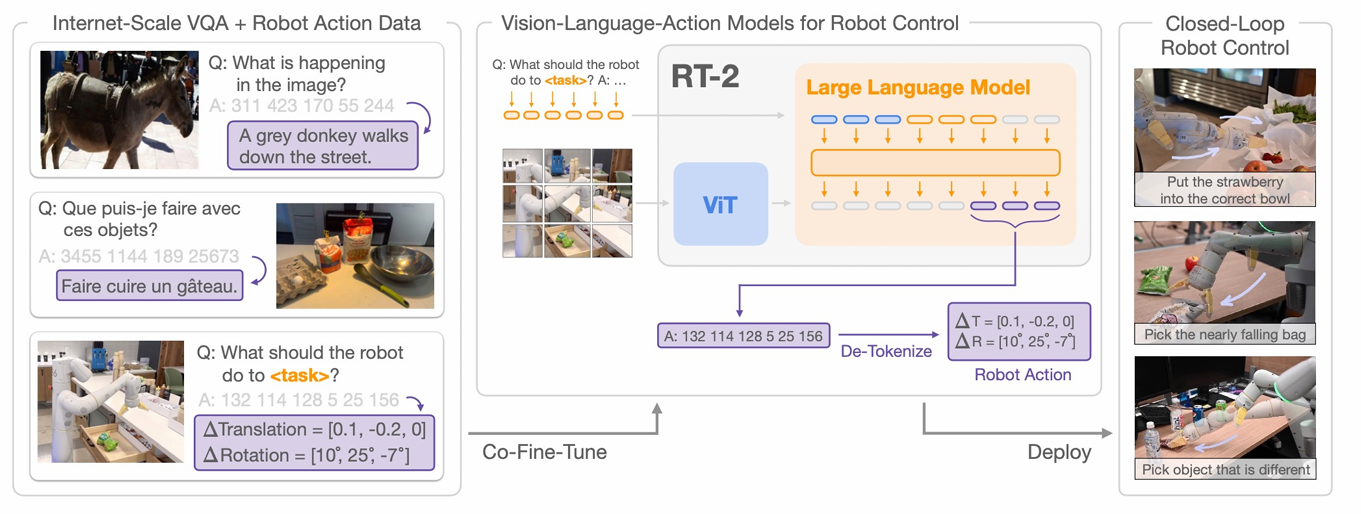 Internet-Scale VQA + Robot Action Data
Q: What is happening
in the image?
A: 311 423 170 55 244
A grey donkey walks
down the street.
Q: Que puis-je faire avec
ces objets?
A: 3455 1144 189 25673
Faire cuire un gâteau.
Q: What should the robot
do to <task>?
A: 132 114 128 5 25 156
ΔTranslation = [0.1, -0.2, 0]
ΔRotation = [10°, 25°, -7°]
Co-Fine-Tune
Vision-Language-Action Models for Robot Control
Q: What should the robot
do to <task>? A: ...
RT-2
Large Language Model
ViT
A: 132 114 128 5 25 156
De-Tokenize
Δ T = [0.1, -0.2, 0]
Δ R = [10°, 25°, -7°]
Robot Action
Deploy
Closed-Loop
Robot Control
Put the strawberry
into the correct bowl
Pick the nearly falling bag
Pick object that is different